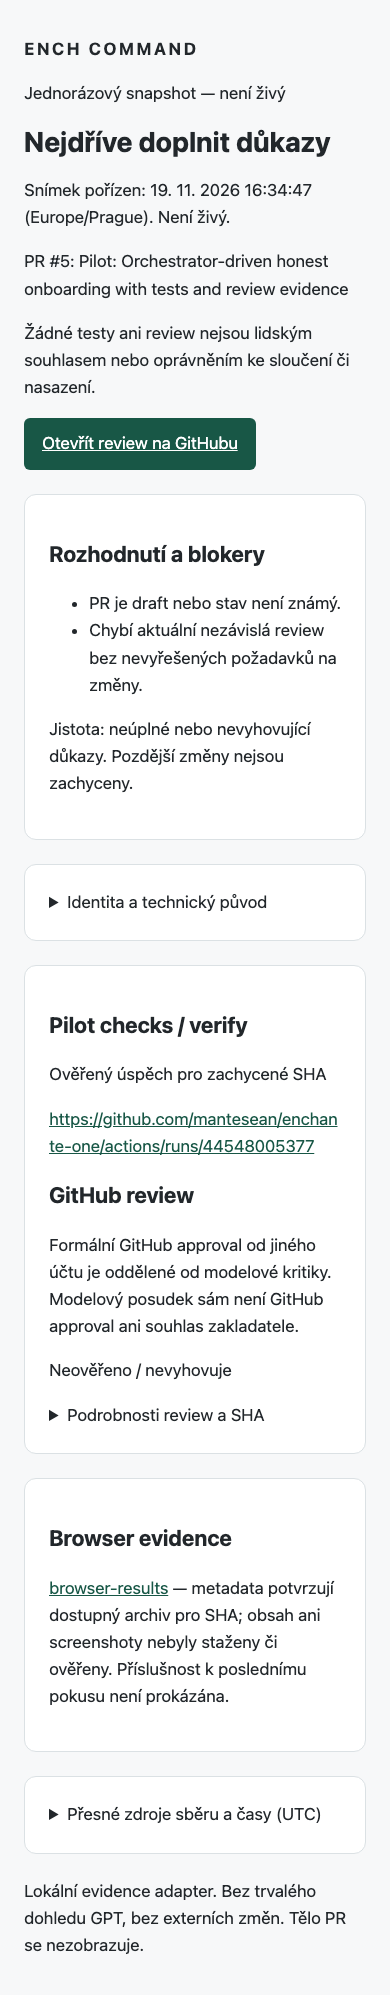 ENCH COMMAND
Jednorázový snapshot — není živý
Nejdříve doplnit důkazy
Snímek pořízen: 19. 11. 2026 16:34:47
(Europe/Prague). Není živý.
PR #5: Pilot: Orchestrator-driven honest
onboarding with tests and review evidence
Žádné testy ani review nejsou lidským
souhlasem nebo oprávněním ke sloučení či
nasazení.
Otevřít review na GitHubu
Rozhodnutí a blokery
• PR je draft nebo stav není známý.
• Chybí aktuální nezávislá review
bez nevyřešených požadavků na
změny.
Jistota: neúplné nebo nevyhovující
důkazy. Pozdější změny nejsou
zachyceny.
▶ Identita a technický původ
Pilot checks / verify
Ověřený úspěch pro zachycené SHA
https://github.com/mantesean/enchan
te-one/actions/runs/44548005377
GitHub review
Formální GitHub approval od jiného
účtu je oddělené od modelové kritiky.
Modelový posudek sám není GitHub
approval ani souhlas zakladatele.
Neověřeno / nevyhovuje
▶ Podrobnosti review a SHA
Browser evidence
browser-results — metadata potvrzují
dostupný archiv pro SHA; obsah ani
screenshoty nebyly staženy či
ověřeny. Příslušnost k poslednímu
pokusu není prokázána.
▶ Přesné zdroje sběru a časy (UTC)
Lokální evidence adapter. Bez trvalého
dohledu GPT, bez externích změn. Tělo PR
se nezobrazuje.